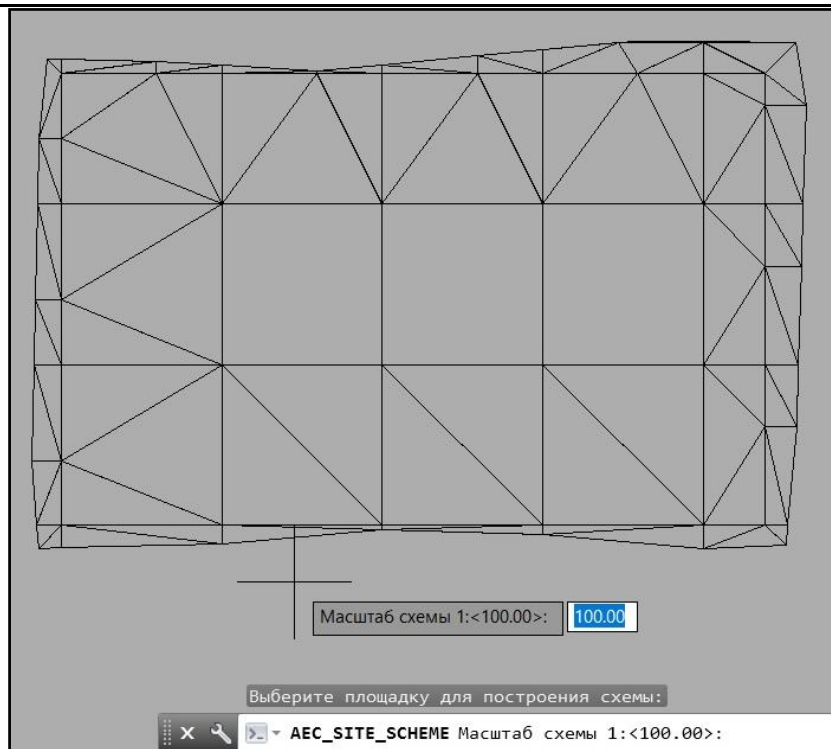 Масштаб схемы 1:<100.00>: 100.00
Выберите площадку для построения схемы:
AEC_SITE_SCHEME Масштаб схемы 1:<100.00>: